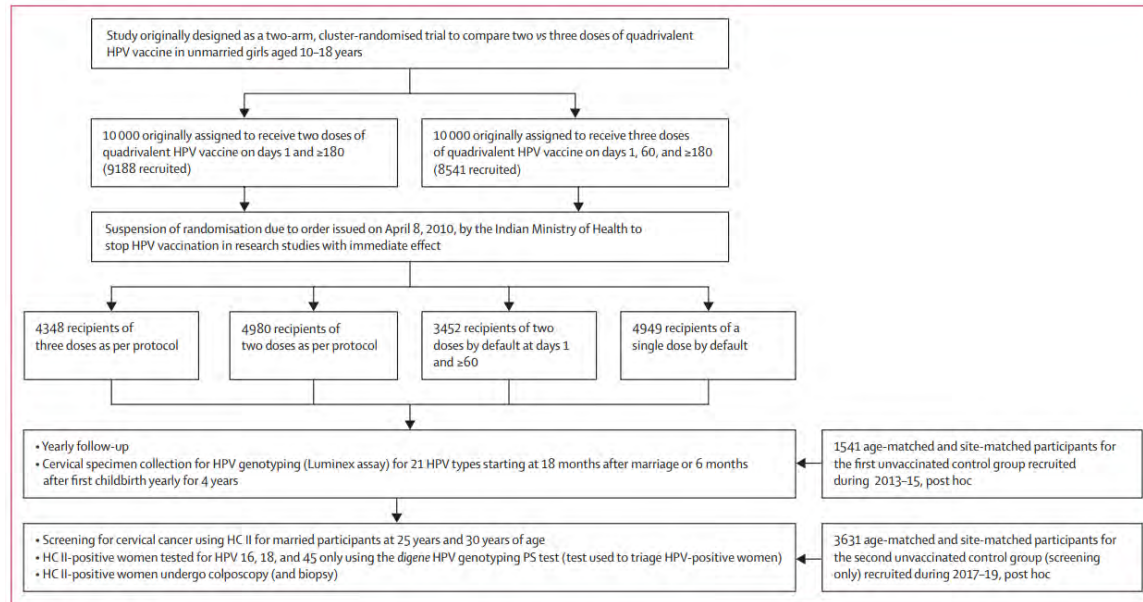 Study originally designed as a two-arm, cluster-randomised trial to compare two vs three doses of quadrivalent
HPV vaccine in unmarried girls aged 10–18 years
10 000 originally assigned to receive two doses of
quadrivalent HPV vaccine on days 1 and ≥180
(9188 recruited)
10 000 originally assigned to receive three doses
of quadrivalent HPV vaccine on days 1, 60, and ≥180
(8541 recruited)
Suspension of randomisation due to order issued on April 8, 2010, by the Indian Ministry of Health to
stop HPV vaccination in research studies with immediate effect
4348 recipients of
three doses as per protocol
4980 recipients of
two doses as per protocol
3452 recipients of two
doses by default at days 1
and ≥60
4949 recipients of a
single dose by default
• Yearly follow-up
• Cervical specimen collection for HPV genotyping (Luminex assay) for 21 HPV types starting at 18 months after marriage or 6 months
after first childbirth yearly for 4 years
1541 age-matched and site-matched participants for
the first unvaccinated control group recruited
during 2013–15, post hoc
• Screening for cervical cancer using HC II for married participants at 25 years and 30 years of age
• HC II-positive women tested for HPV 16, 18, and 45 only using the digene HPV genotyping PS test (test used to triage HPV-positive women)
• HC II-positive women undergo colposcopy (and biopsy)
3631 age-matched and site-matched participants for
the second unvaccinated control group (screening
only) recruited during 2017–19, post hoc